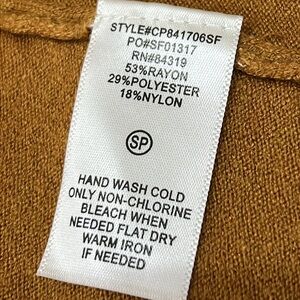 STYLE#CP841706SF
PO#SF01317
RN#84319
53%RAYON
29%POLYESTER
18%NYLON
SP
HAND WASH COLD
ONLY NON-CHLORINE
BLEACH WHEN
NEEDED FLAT DRY
WARM IRON
IF NEEDED